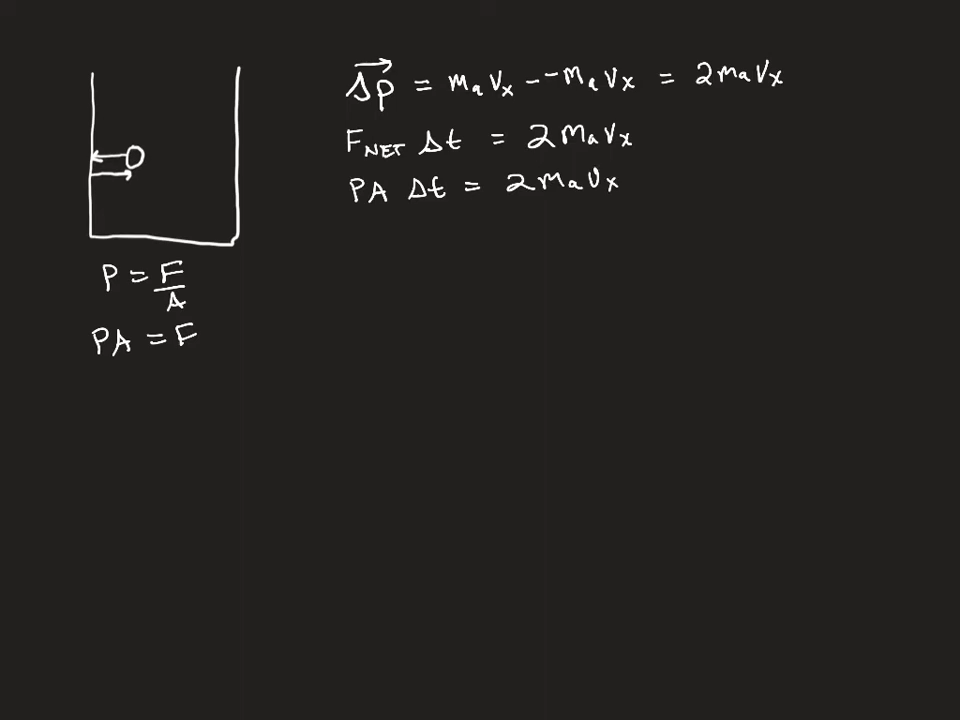 Δp⃗ = mₐVₓ - -mₐVₓ = 2mₐVₓ
F_NET Δt = 2mₐVₓ
PA Δt = 2mₐVₓ
P = F/A
PA = F